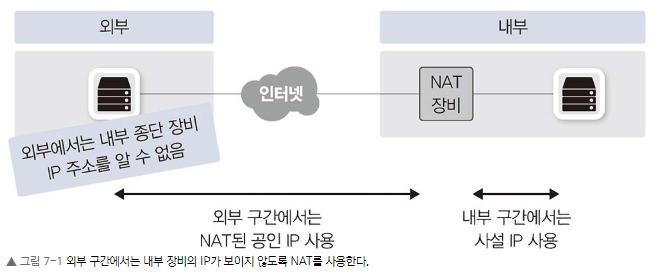 외부
내부
인터넷
NAT
장비
외부에서는 내부 종단 장비
IP 주소를 알 수 없음
외부 구간에서는
NAT된 공인 IP 사용
내부 구간에서는
사설 IP 사용
▲ 그림 7-1 외부 구간에서는 내부 장비의 IP가 보이지 않도록 NAT를 사용한다.